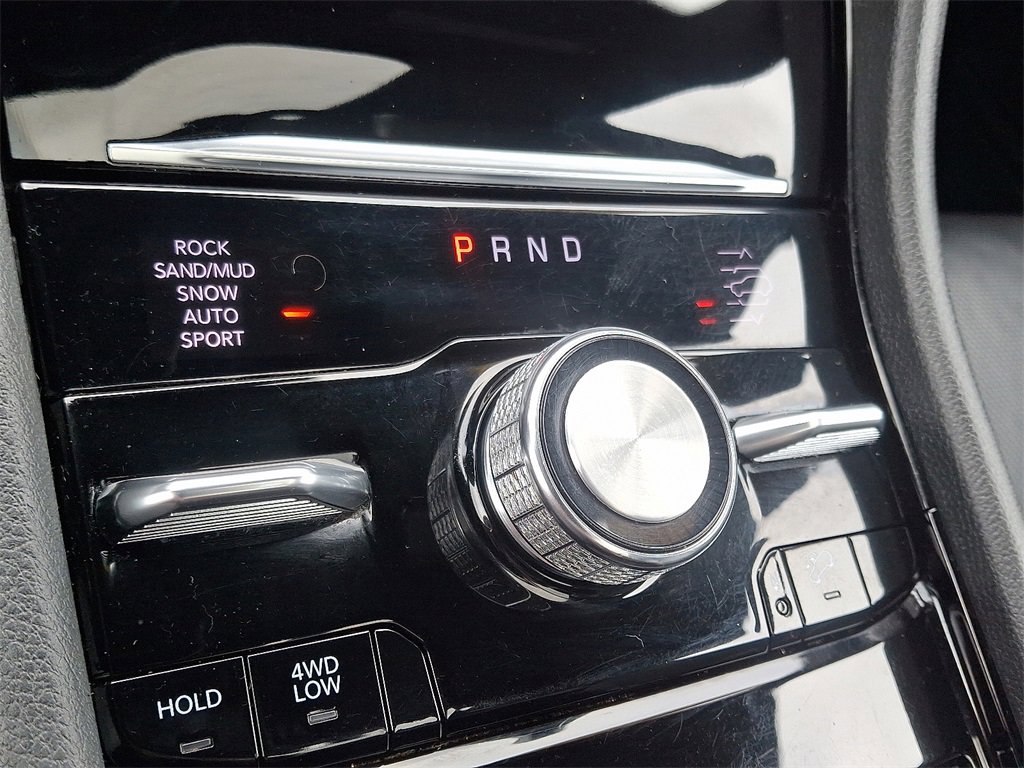 P R N D
ROCK
SAND/MUD
SNOW
AUTO
SPORT
HOLD
4WD
LOW